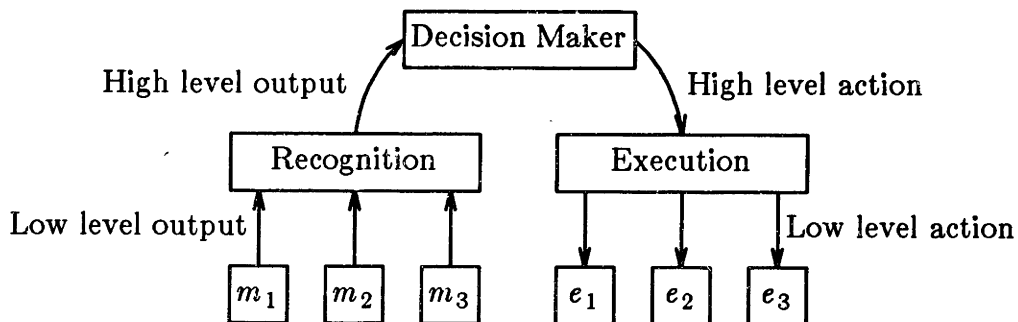 Decision Maker
High level output
High level action
Recognition
Execution
Low level output
Low level action
m1 m2 m3 e1 e2 e3